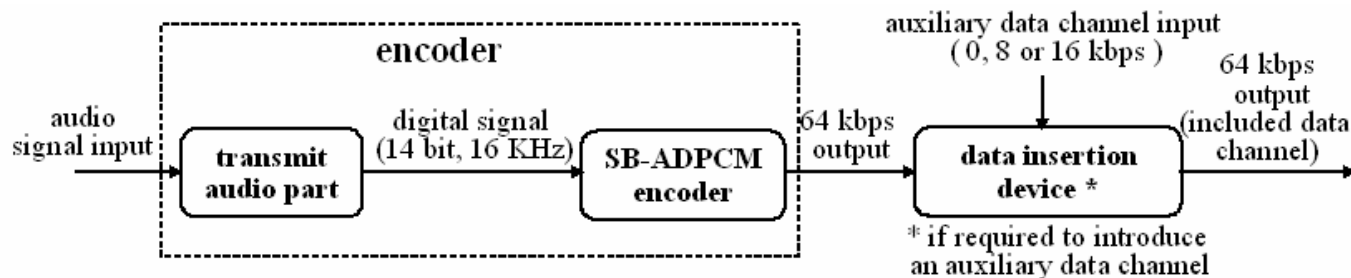 encoder
audio
signal input
transmit
audio part
digital signal
(14 bit, 16 KHz)
SB-ADPCM
encoder
64 kbps
output
auxiliary data channel input
( 0, 8 or 16 kbps )
data insertion
device *
64 kbps
output
(included data
channel)
* if required to introduce
an auxiliary data channel